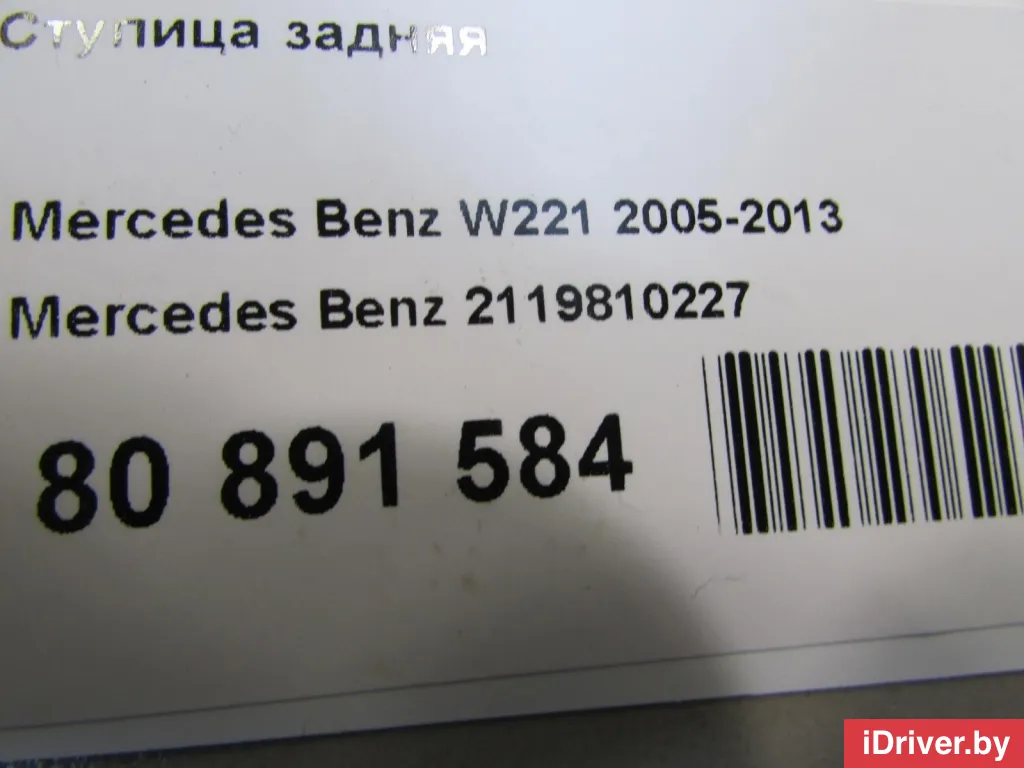 Ступица задняя
Mercedes Benz W221 2005-2013
Mercedes Benz 2119810227
80 891 584
iDriver.by